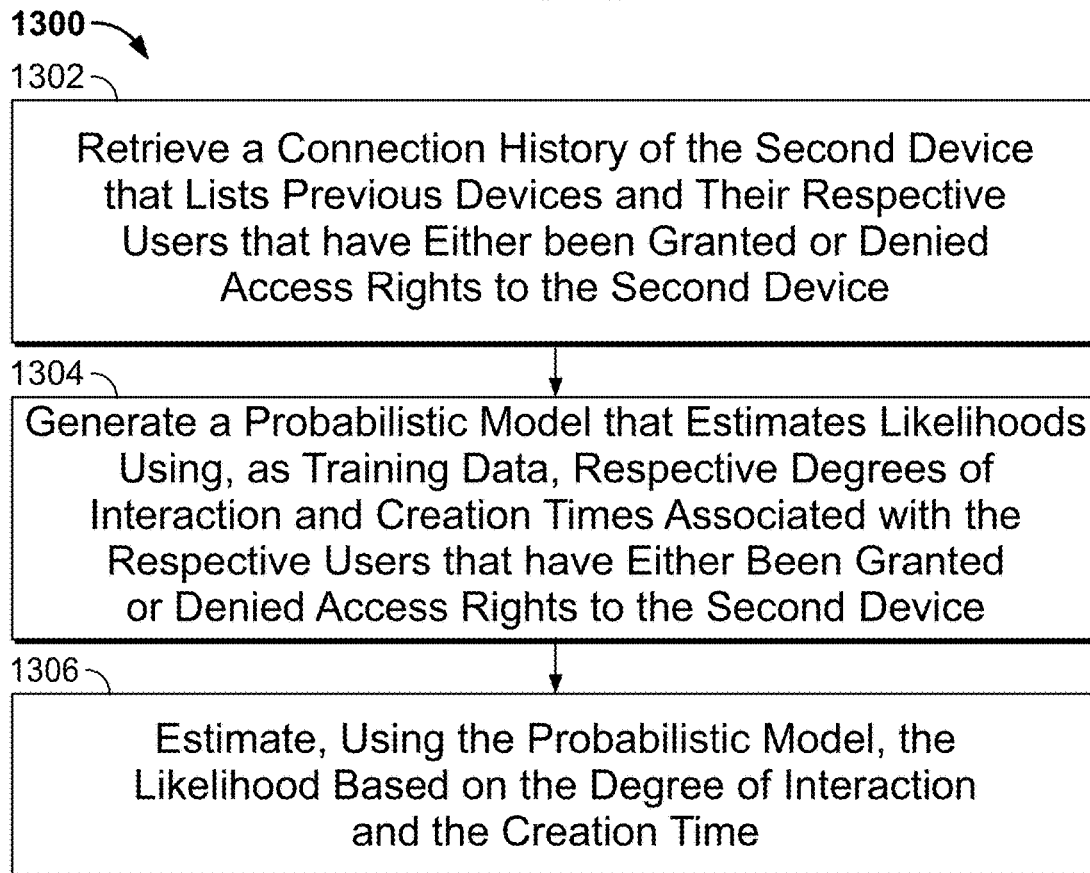 1300
1302
Retrieve a Connection History of the Second Device
that Lists Previous Devices and Their Respective
Users that have Either been Granted or Denied
Access Rights to the Second Device
1304
Generate a Probabilistic Model that Estimates Likelihoods
Using, as Training Data, Respective Degrees of
Interaction and Creation Times Associated with the
Respective Users that have Either Been Granted
or Denied Access Rights to the Second Device
1306
Estimate, Using the Probabilistic Model, the
Likelihood Based on the Degree of Interaction
and the Creation Time